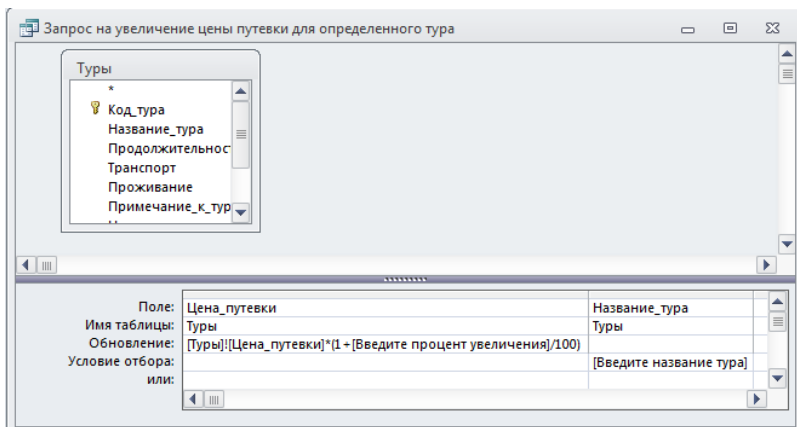 Запрос на увеличение цены путевки для определенного тура
Туры
*
Код_тура
Название_тура
Продолжительнос
Транспорт
Проживание
Примечание_к_тур
Поле: Цена_путевки Название_тура
Имя таблицы: Туры Туры
Обновление: [Туры]![Цена_путевки]*(1+[Введите процент увеличения]/100)
Условие отбора: [Введите название тура]
или: